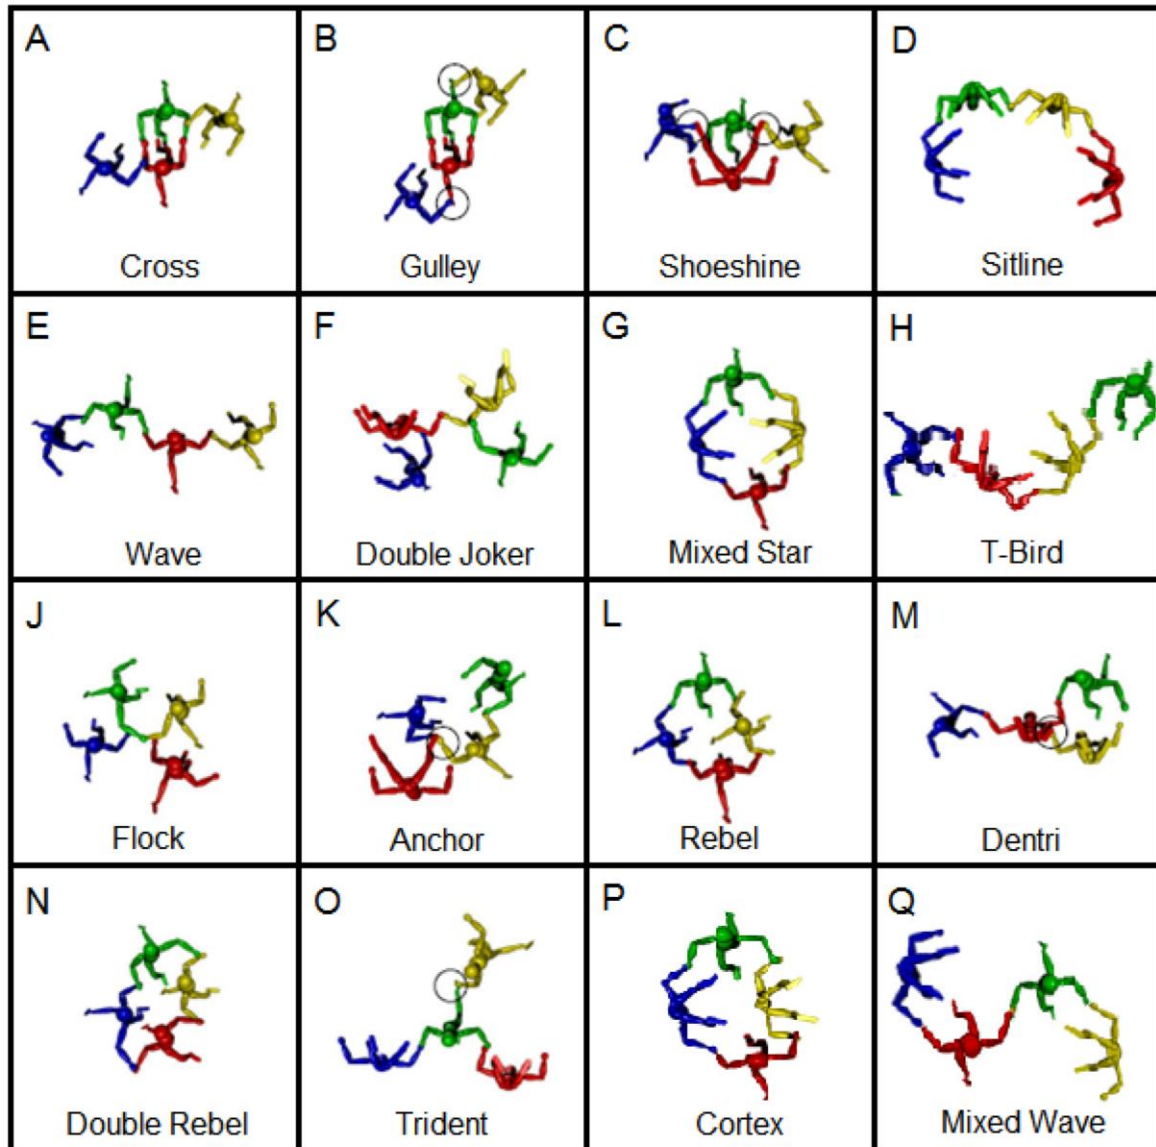 A B C D
Cross Gulley Shoeshine Sitline
E F G H
Wave Double Joker Mixed Star T-Bird
J K L M
Flock Anchor Rebel Dentri
N O P Q
Double Rebel Trident Cortex Mixed Wave